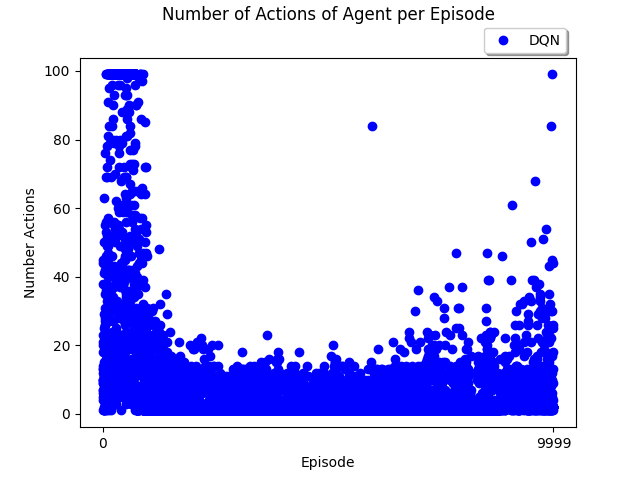 Number of Actions of Agent per Episode
DQN
100
80
60
40
20
0
Number Actions
0
9999
Episode